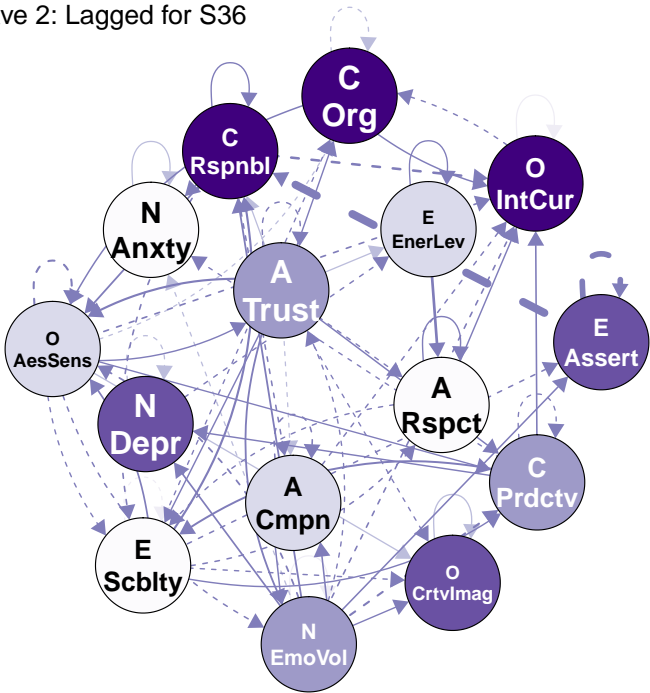 ve 2: Lagged for S36
C
Org
C
Rspnbl
O
IntCur
N
Anxty
E
EnerLev
A
Trust
E
Assert
O
AesSens
A
Rspct
N
Depr
C
Prdctv
A
Cmpn
E
Scblty
O
CrtvImag
N
EmoVol